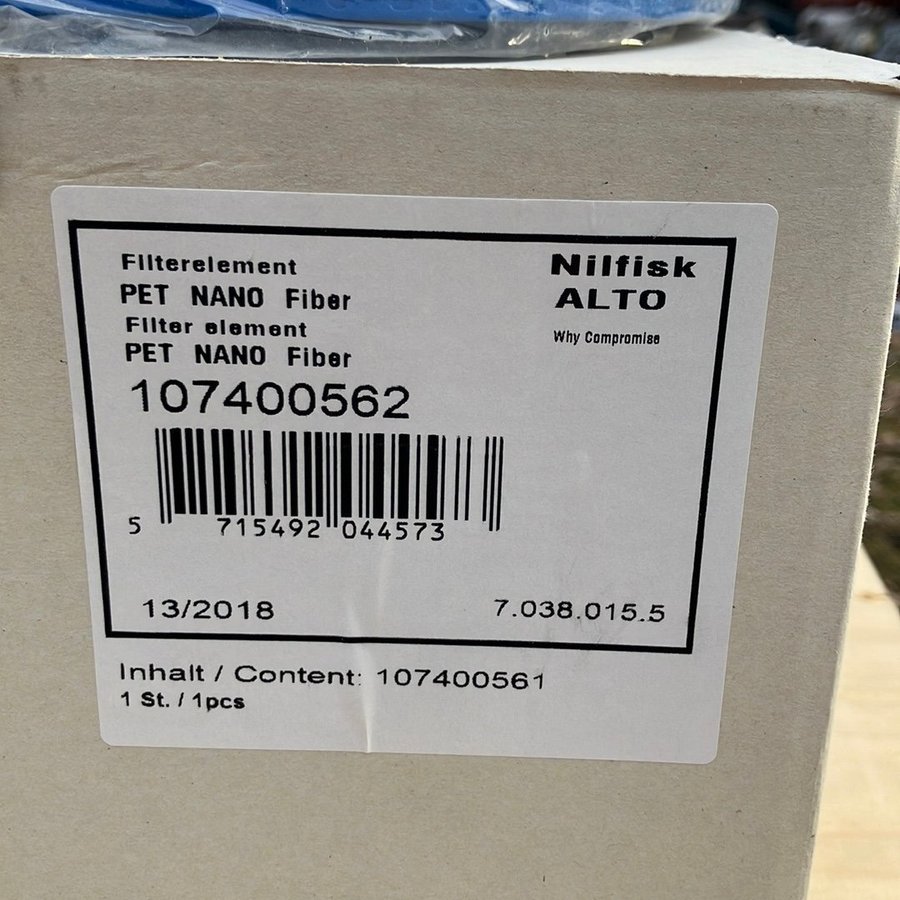 Filterelement
PET NANO Fiber
Filter element
PET NANO Fiber
107400562
Nilfisk
ALTO
Why Compromise
5 715492 044573
13/2018
7.038.015.5
Inhalt / Content: 107400561
1 St. / 1pcs